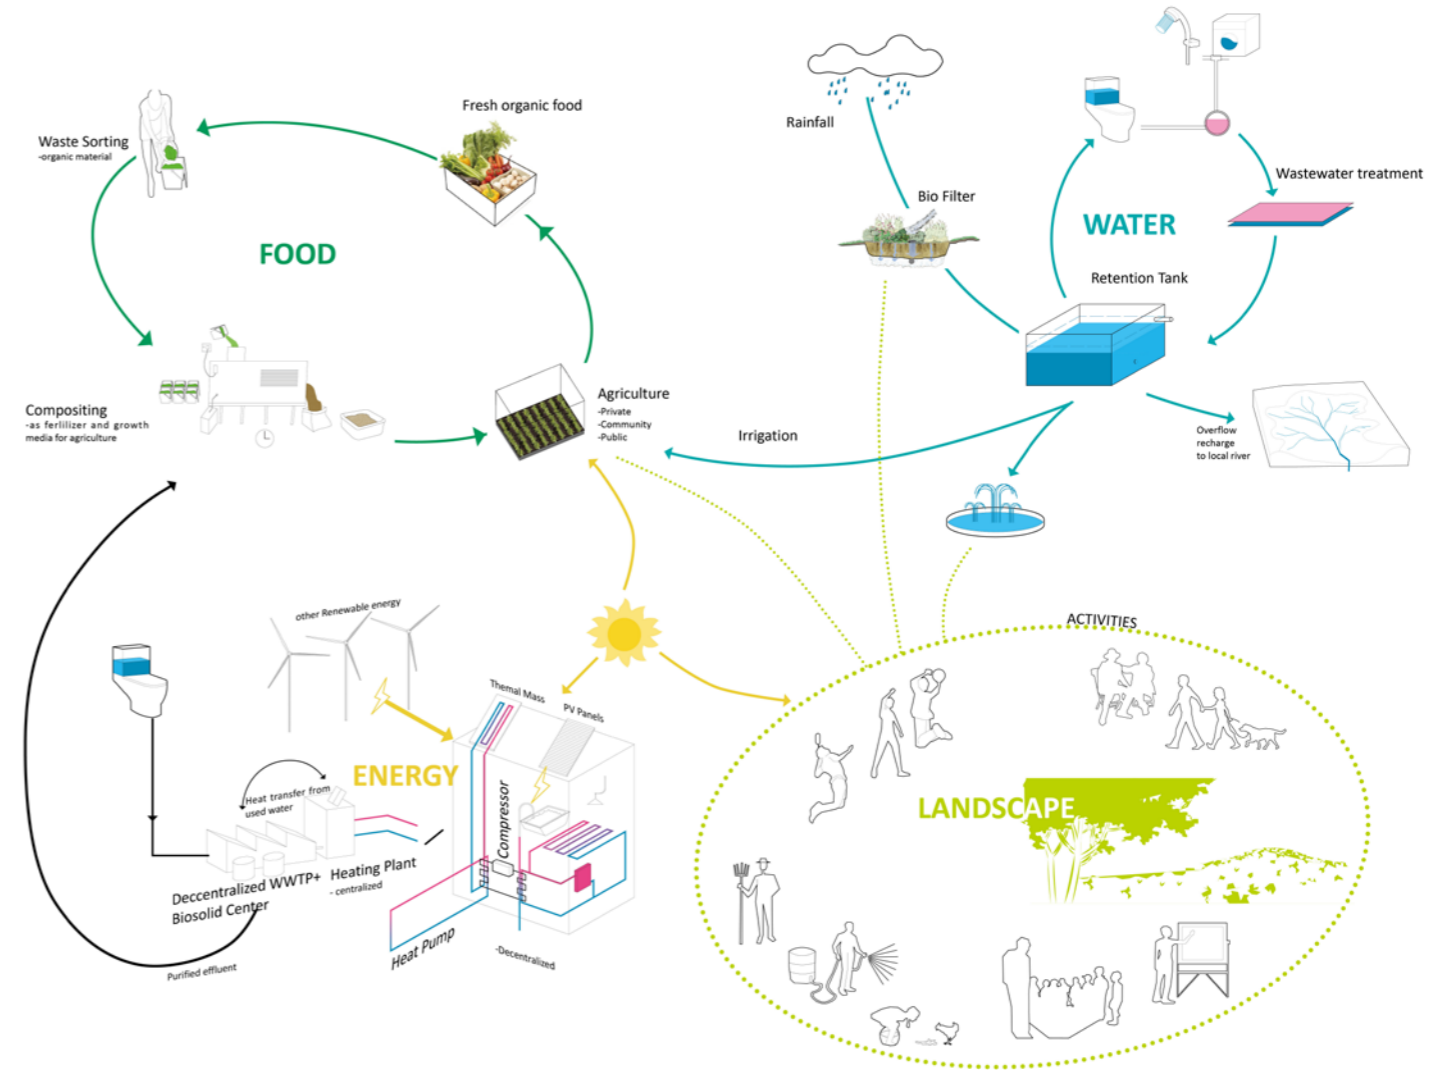 Fresh organic food
Waste Sorting
-organic material
FOOD
Compositing
-as ferlilizer and growth
media for agriculture
Agriculture
-Private
-Community
-Public
Rainfall
Bio Filter
WATER
Wastewater treatment
Retention Tank
Irrigation
Overflow
recharge
to local river
other Renewable energy
Themal Mass
PV Panels
ENERGY
Heat transfer from
used water
Compressor
Deccentralized WWTP+
Biosolid Center
Heating Plant
- centralized
Heat Pump
-Decentralized
Purified effluent
ACTIVITIES
LANDSCAPE